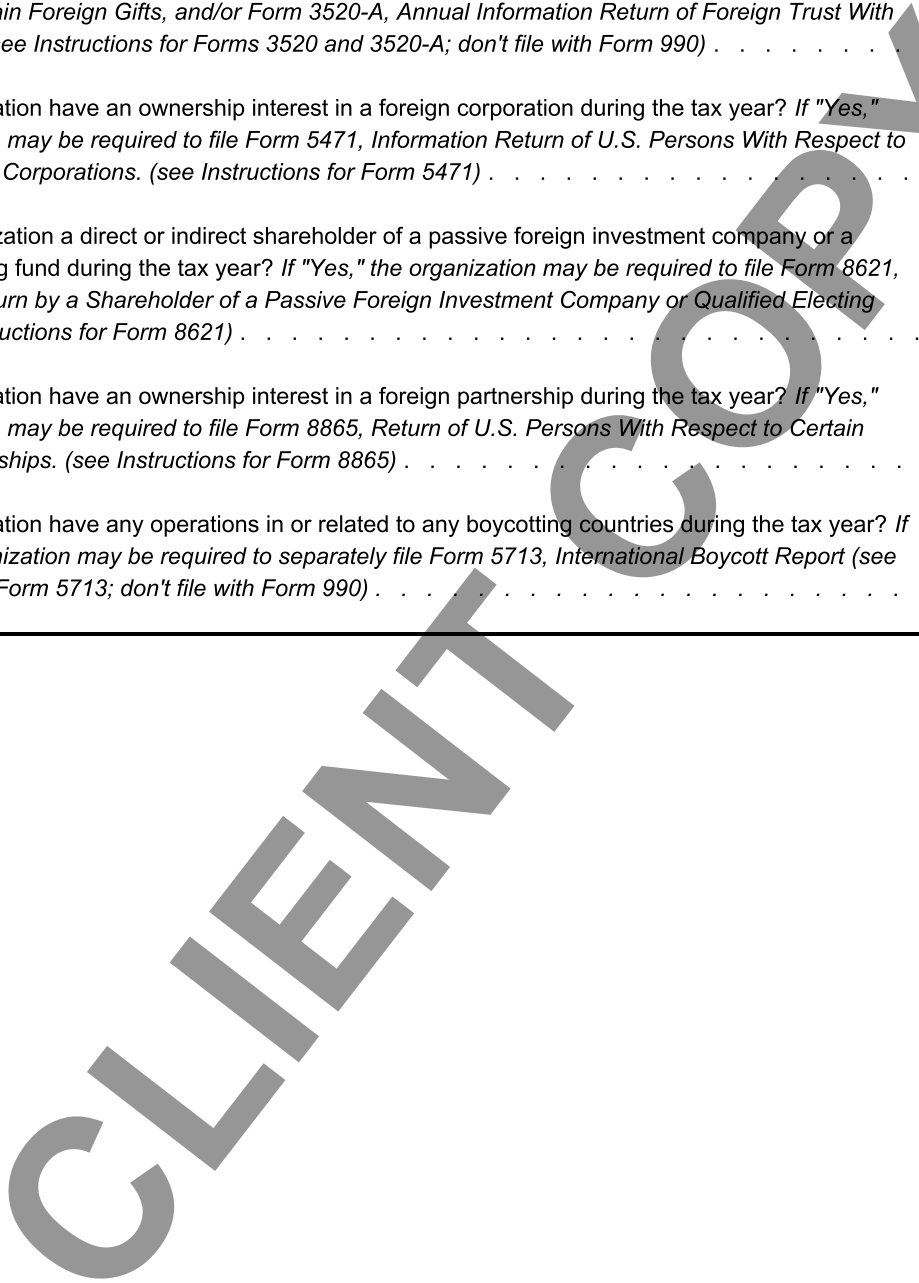 ain Foreign Gifts, and/or Form 3520-A, Annual Information Return of Foreign Trust With
see Instructions for Forms 3520 and 3520-A; don't file with Form 990) . . . . . . . .
ation have an ownership interest in a foreign corporation during the tax year? If "Yes,"
may be required to file Form 5471, Information Return of U.S. Persons With Respect to
Corporations. (see Instructions for Form 5471) . . . . . . . . . . . . . . . . .
zation a direct or indirect shareholder of a passive foreign investment company or a
g fund during the tax year? If "Yes," the organization may be required to file Form 8621,
urn by a Shareholder of a Passive Foreign Investment Company or Qualified Electing
uctions for Form 8621) . . . . . . . . . . . . . . . . . . . . . . . . . . .
ation have an ownership interest in a foreign partnership during the tax year? If "Yes,"
may be required to file Form 8865, Return of U.S. Persons With Respect to Certain
ships. (see Instructions for Form 8865) . . . . . . . . . . . . . . . . . . . .
ation have any operations in or related to any boycotting countries during the tax year? If
nization may be required to separately file Form 5713, International Boycott Report (see
Form 5713; don't file with Form 990) . . . . . . . . . . . . . . . . . . . . .
CLIENT COPY